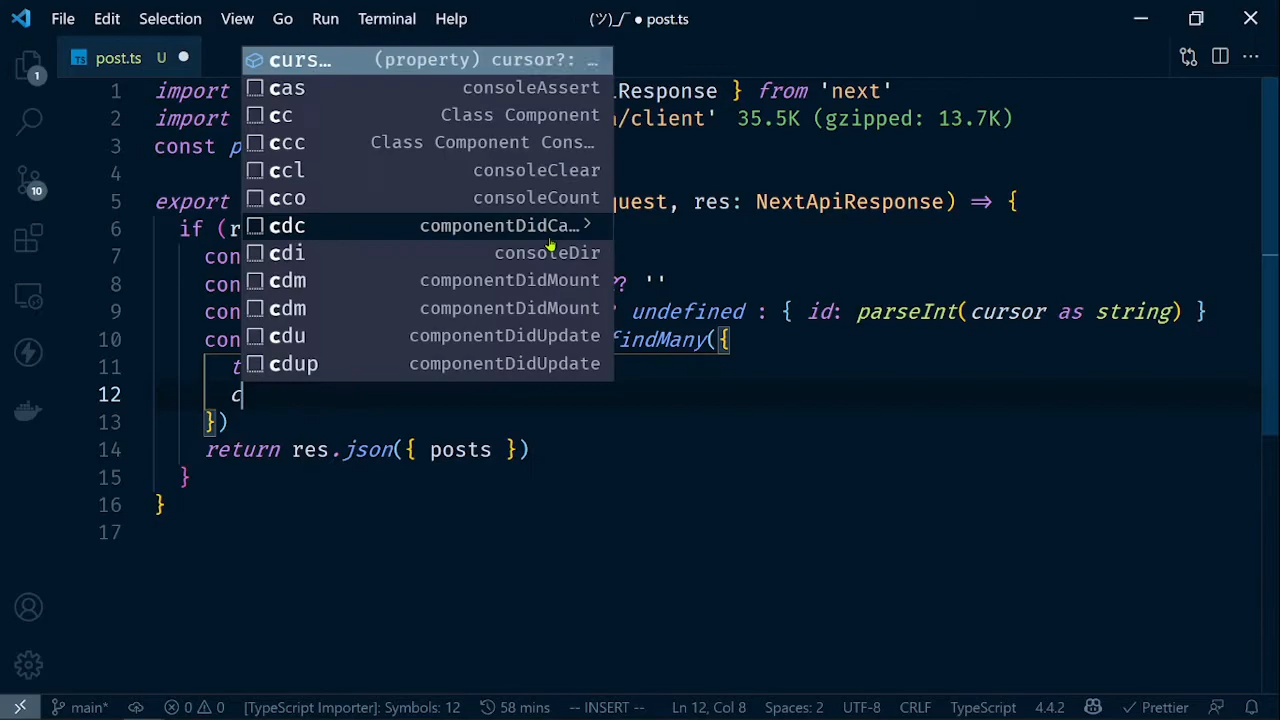 File Edit Selection View Go Run Terminal Help (ツ)_/¯ ● post.ts
post.ts U ●
1
10
curs… (property) cursor?: …
cas consoleAssert
cc Class Component
ccc Class Component Cons…
ccl consoleClear
cco consoleCount
cdc componentDidCa… >
cdi consoleDir
cdm componentDidMount
cdm componentDidMount
cdu componentDidUpdate
cdup componentDidUpdate
1 import Response } from 'next'
2 import /client' 35.5K (gzipped: 13.7K)
3 const p
4
5 export quest, res: NextApiResponse) => {
6 if (r
7 con
8 con ?? ''
9 con undefined : { id: parseInt(cursor as string) }
10 con findMany({
11 t
12 c
13 })
14 return res.json({ posts })
15 }
16 }
17
main* 0 0 [TypeScript Importer]: Symbols: 12 58 mins -- INSERT -- Ln 12, Col 8 Spaces: 2 UTF-8 CRLF TypeScript 4.4.2 Prettier